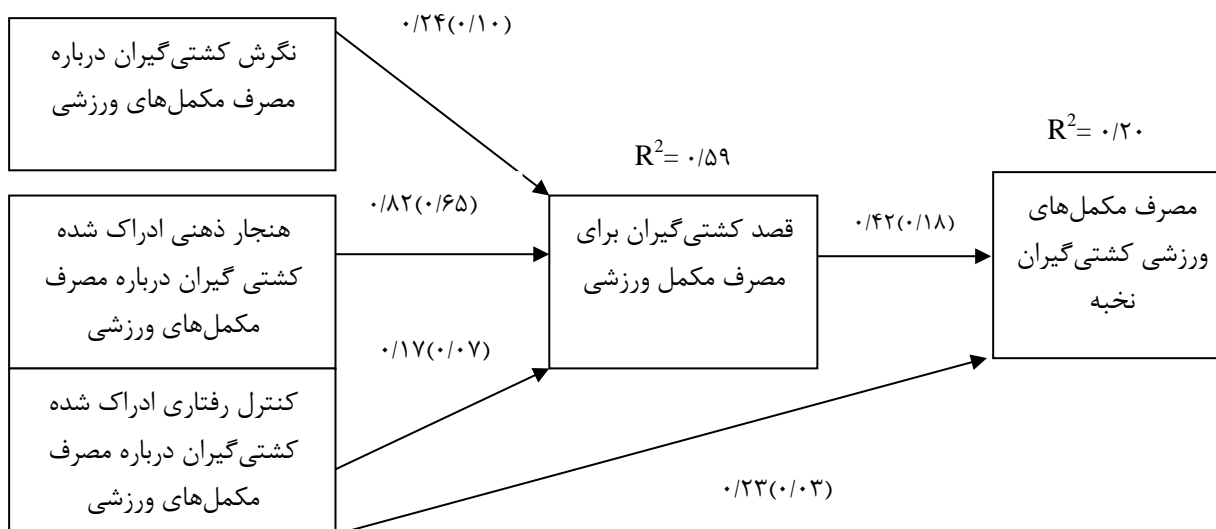 ۰/۲۴(۰/۱۰)
نگرش کشتی‌گیران درباره
مصرف مکمل‌های ورزشی
R²= ۰/۵۹
R²= ۰/۲۰
هنجار ذهنی ادراک شده
کشتی گیران درباره مصرف
مکمل‌های ورزشی
۰/۸۲(۰/۶۵)
قصد کشتی‌گیران برای
مصرف مکمل ورزشی
۰/۴۲(۰/۱۸)
مصرف مکمل‌های
ورزشی کشتی‌گیران
نخبه
۰/۱۷(۰/۰۷)
کنترل رفتاری ادراک شده
کشتی‌گیران درباره مصرف
مکمل‌های ورزشی
۰/۲۳(۰/۰۳)